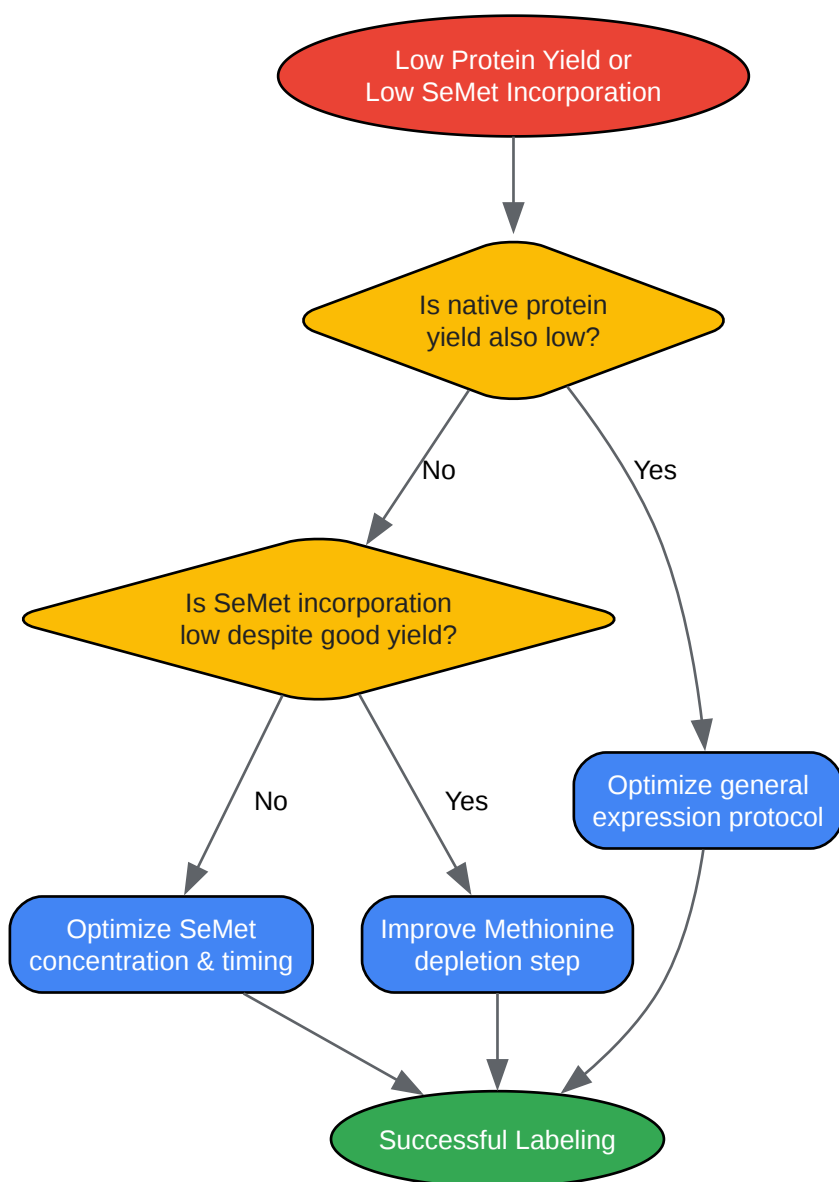 Low Protein Yield or
Low SeMet Incorporation
Is native protein
yield also low?
No
Yes
Is SeMet incorporation
low despite good yield?
No
Yes
Optimize general
expression protocol
Optimize SeMet
concentration & timing
Improve Methionine
depletion step
Successful Labeling